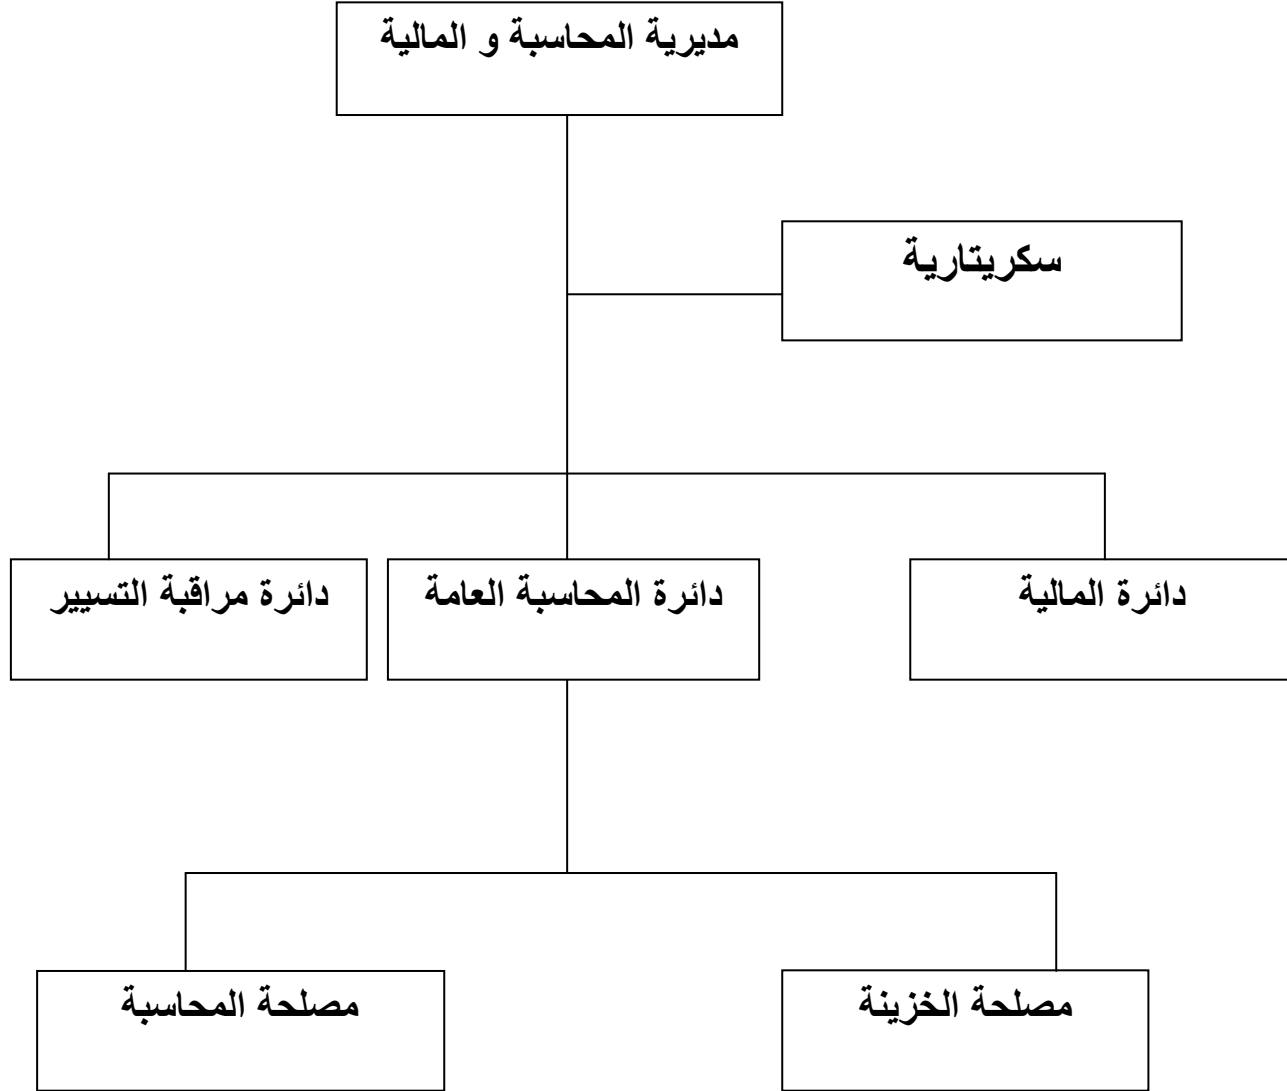 مديرية المحاسبة و المالية
سكريتارية
دائرة المالية
دائرة المحاسبة العامة
دائرة مراقبة التسيير
مصلحة الخزينة
مصلحة المحاسبة